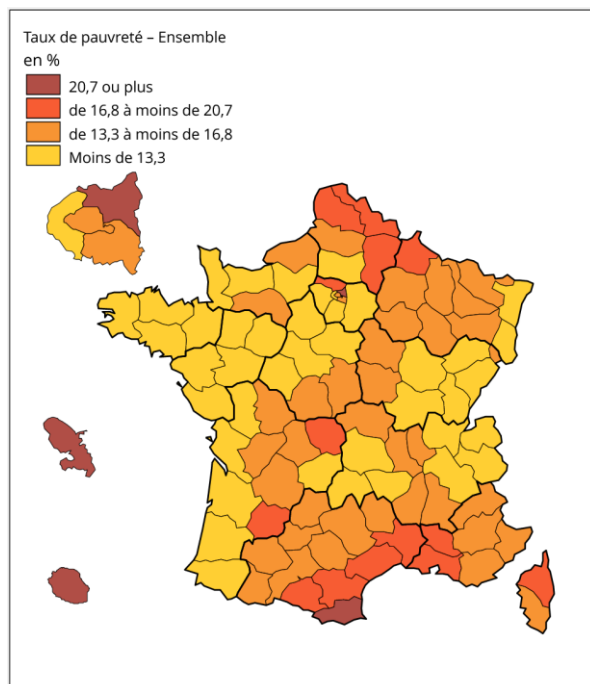 Taux de pauvreté – Ensemble
en %
20,7 ou plus
de 16,8 à moins de 20,7
de 13,3 à moins de 16,8
Moins de 13,3